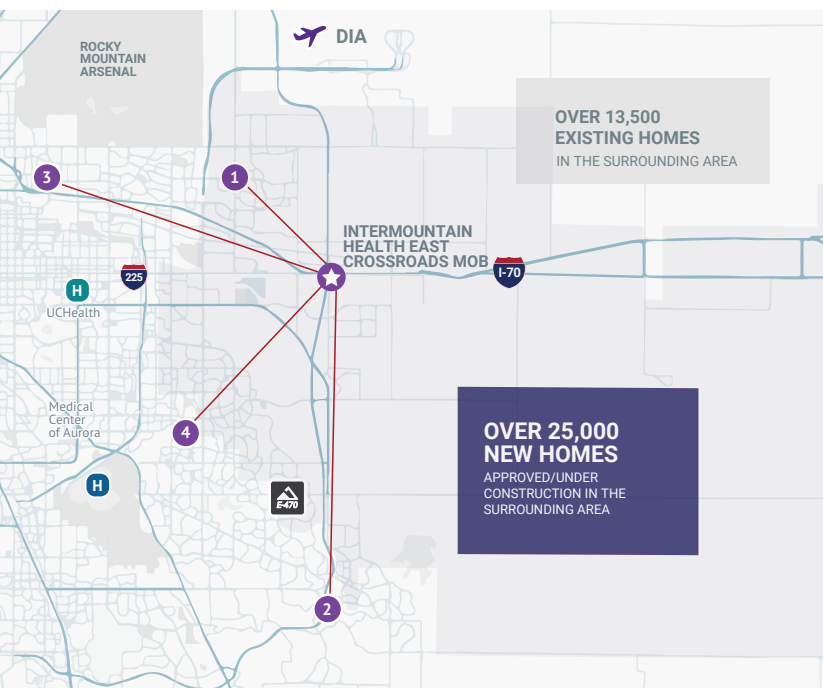 DIA
ROCKY
MOUNTAIN
ARSENAL
OVER 13,500
EXISTING HOMES
IN THE SURROUNDING AREA
3
1
INTERMOUNTAIN
HEALTH EAST
CROSSROADS MOB
I-70
225
H
UCHealth
Medical
Center
of Aurora
4
OVER 25,000
NEW HOMES
APPROVED/UNDER
CONSTRUCTION IN THE
SURROUNDING AREA
H
E-470
2